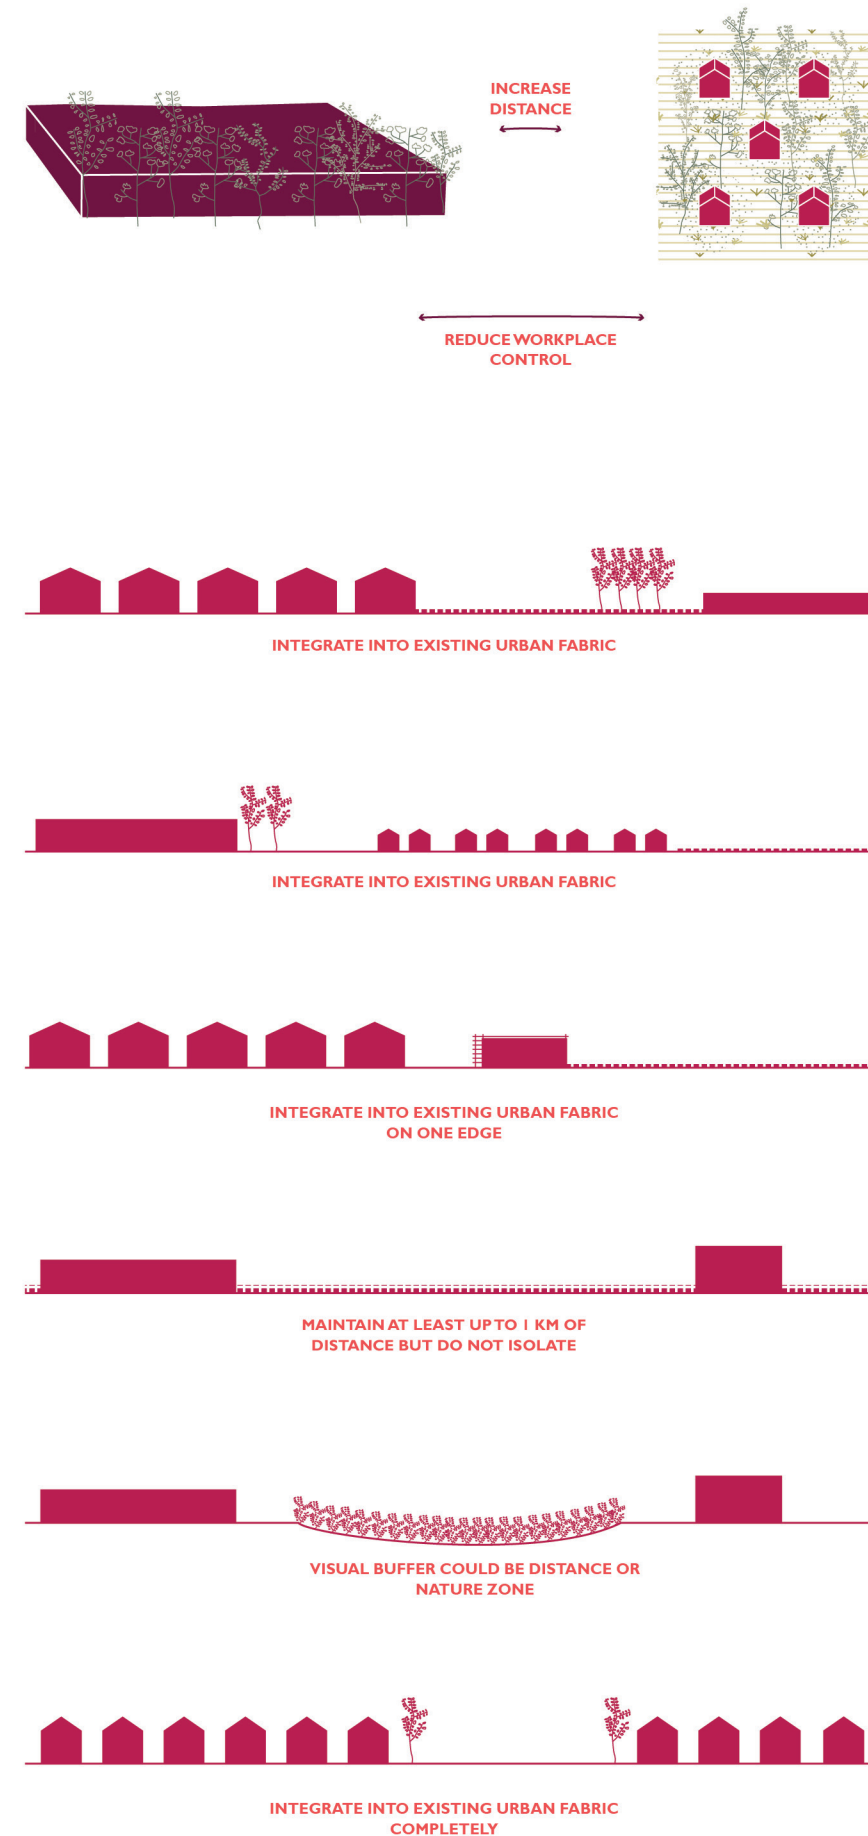 INCREASE
DISTANCE
REDUCE WORKPLACE
CONTROL
INTEGRATE INTO EXISTING URBAN FABRIC
INTEGRATE INTO EXISTING URBAN FABRIC
INTEGRATE INTO EXISTING URBAN FABRIC
ON ONE EDGE
MAINTAIN AT LEAST UP TO 1 KM OF
DISTANCE BUT DO NOT ISOLATE
VISUAL BUFFER COULD BE DISTANCE OR
NATURE ZONE
INTEGRATE INTO EXISTING URBAN FABRIC
COMPLETELY